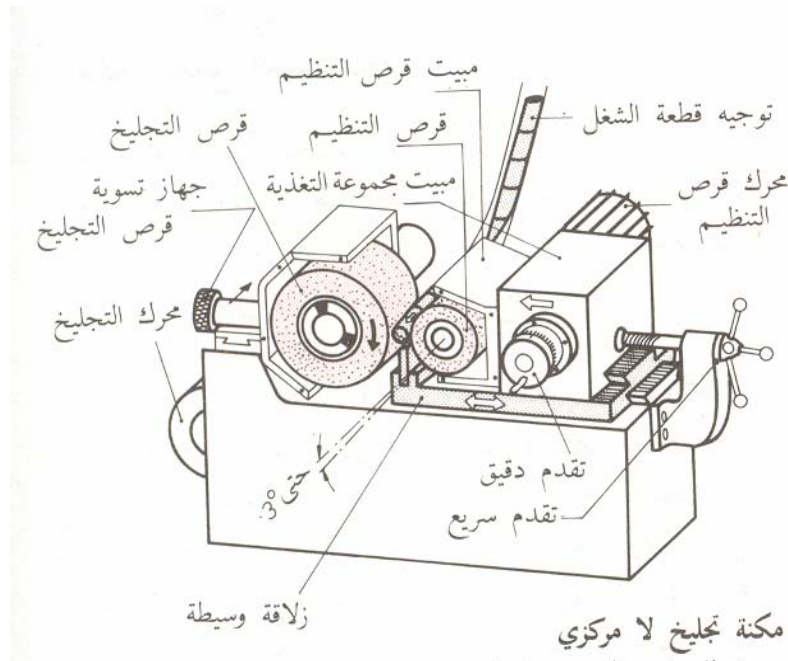 مبيت قرص التنظيم
توجيه قطعة الشغل
قرص التنظيم
قرص التجليخ
محرك قرص
التنظيم
مبيت مجموعة التغذية
جهاز تسوية
قرص التجليخ
محرك التجليخ
حتى 3°
تقدم دقيق
تقدم سريع
زلاقة وسيطة
مكنة تجليخ لا مركزي